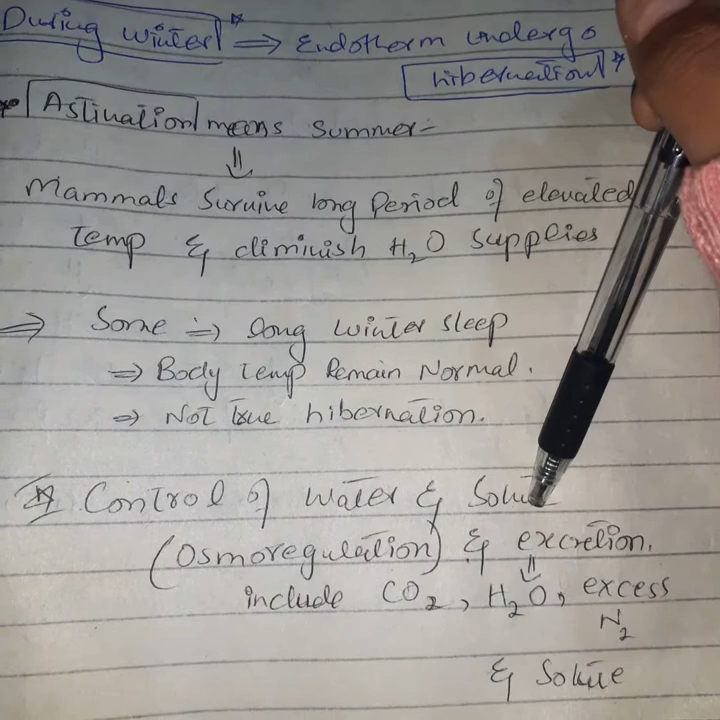 During winter* ⇒ Endotherm undergo
hibernation*
* Astivation means summer-
⇓
Mammals Survive long Period of elevated
Temp & diminish H₂O supplies
⇒ Some ⇒ Long winter sleep
⇒ Body Temp Remain Normal.
⇒ Not true hibernation.
* Control of Water & Solute
(Osmoregulation) & excretion.
⇓
include CO₂, H₂O, excess
N₂
& Solute